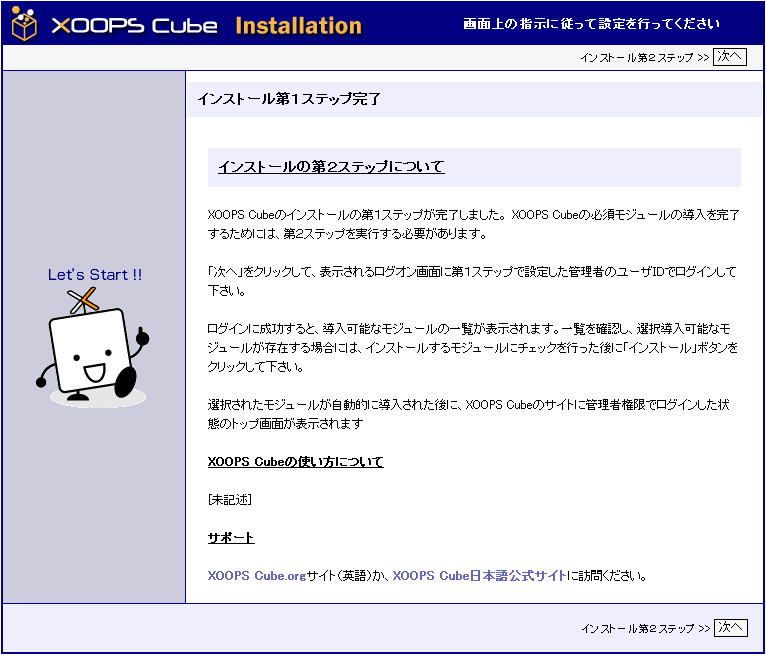 XOOPS Cube Installation
画面上の指示に従って設定を行ってください
インストール第２ステップ >> 次へ
インストール第１ステップ完了
インストールの第２ステップについて
XOOPS Cubeのインストールの第１ステップが完了しました。 XOOPS Cubeの必須モジュールの導入を完了
するためには、第２ステップを実行する必要があります。
「次へ」をクリックして、表示されるログオン画面に第１ステップで設定した管理者のユーザIDでログインして
下さい。
ログインに成功すると、導入可能なモジュールの一覧が表示されます。一覧を確認し、選択導入可能なモ
ジュールが存在する場合には、インストールするモジュールにチェックを行った後に「インストール」ボタンを
クリックして下さい。
選択されたモジュールが自動的に導入された後に、XOOPS Cubeのサイトに管理者権限でログインした状
態のトップ画面が表示されます
Let's Start !!
XOOPS Cubeの使い方について
[未記述]
サポート
XOOPS Cube.orgサイト（英語）か、XOOPS Cube日本語公式サイトに訪問ください。
インストール第２ステップ >> 次へ